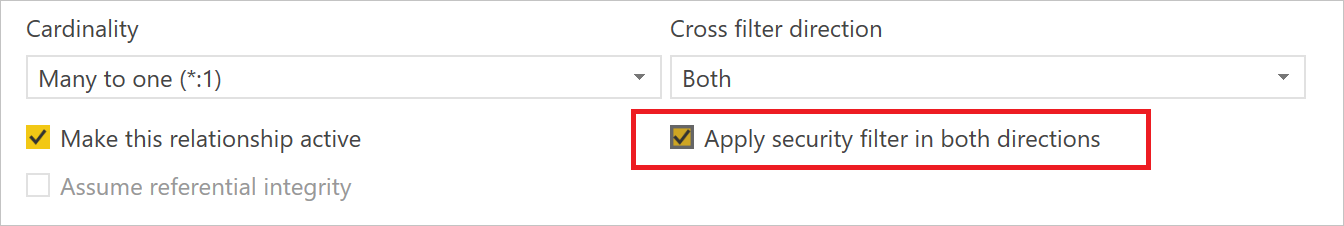 Cardinality
Cross filter direction
Many to one (*:1)
Both
Make this relationship active
Apply security filter in both directions
Assume referential integrity